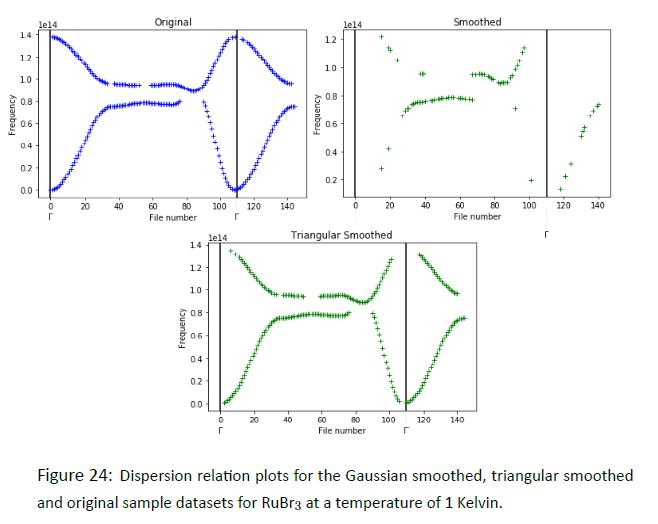 Original
1e14
1.4
1.2
1.0
0.8
0.6
0.4
0.2
0.0
Frequency
0 20 40 60 80 100 120 140
Γ File number Γ
Smoothed
1e14
1.2
1.0
0.8
0.6
0.4
0.2
Frequency
0 20 40 60 80 100 120 140
Γ File number
Γ
Triangular Smoothed
1e14
1.4
1.2
1.0
0.8
0.6
0.4
0.2
0.0
Frequency
0 20 40 60 80 100 120 140
Γ File number Γ
Figure 24: Dispersion relation plots for the Gaussian smoothed, triangular smoothed
and original sample datasets for RuBr3 at a temperature of 1 Kelvin.